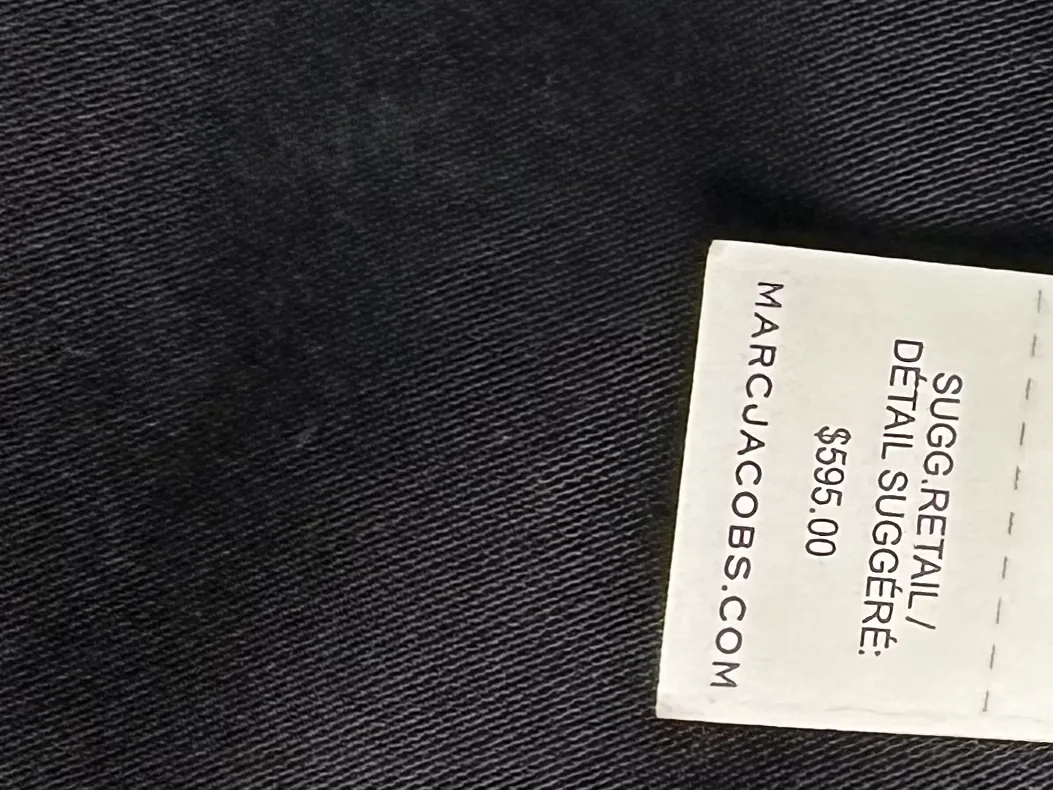 SUGG.RETAIL /
DÉTAIL SUGGÉRÉ:
$595.00
MARCJACOBS.COM